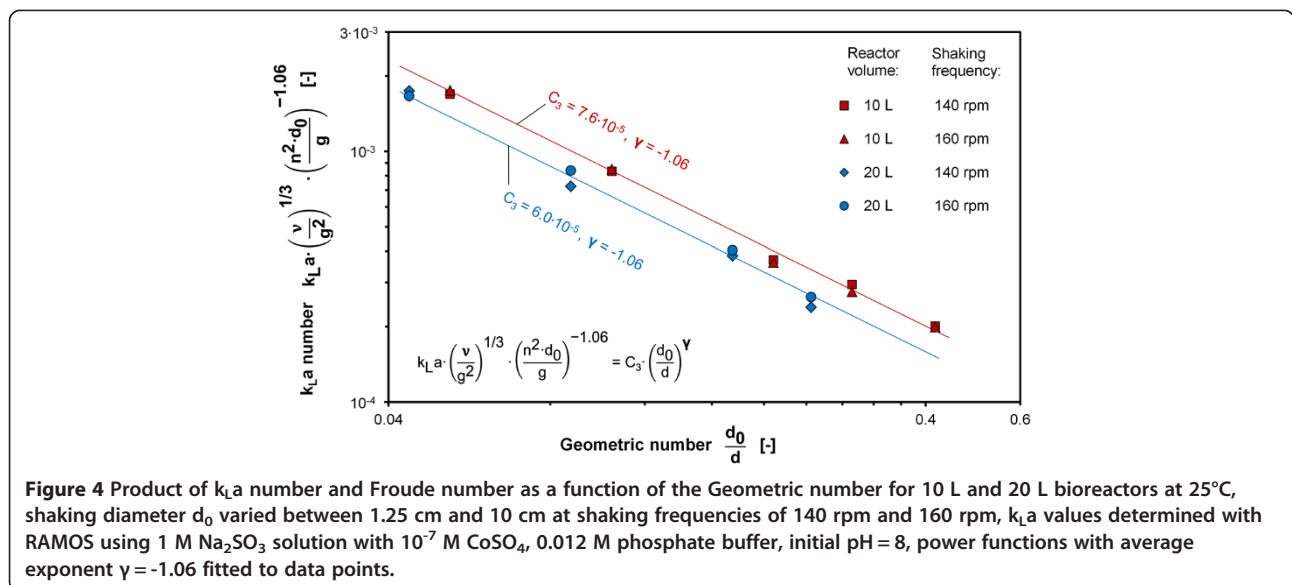 3·10⁻³
10⁻³
10⁻⁴
kLa number kLa·(ν/g²)^1/3 · (n²·d₀/g)^−1.06 [-]
C₃ = 7.6·10⁻⁵, γ = -1.06
C₃ = 6.0·10⁻⁵, γ = -1.06
Reactor volume: Shaking frequency:
10 L 140 rpm
10 L 160 rpm
20 L 140 rpm
20 L 160 rpm
kLa·(ν/g²)^1/3 · (n²·d₀/g)^−1.06 = C₃·(d₀/d)^γ
0.04 0.4 0.6
Geometric number d₀/d [-]
Figure 4 Product of kLa number and Froude number as a function of the Geometric number for 10 L and 20 L bioreactors at 25°C,
shaking diameter d₀ varied between 1.25 cm and 10 cm at shaking frequencies of 140 rpm and 160 rpm, kLa values determined with
RAMOS using 1 M Na₂SO₃ solution with 10⁻⁷ M CoSO₄, 0.012 M phosphate buffer, initial pH = 8, power functions with average
exponent γ = -1.06 fitted to data points.